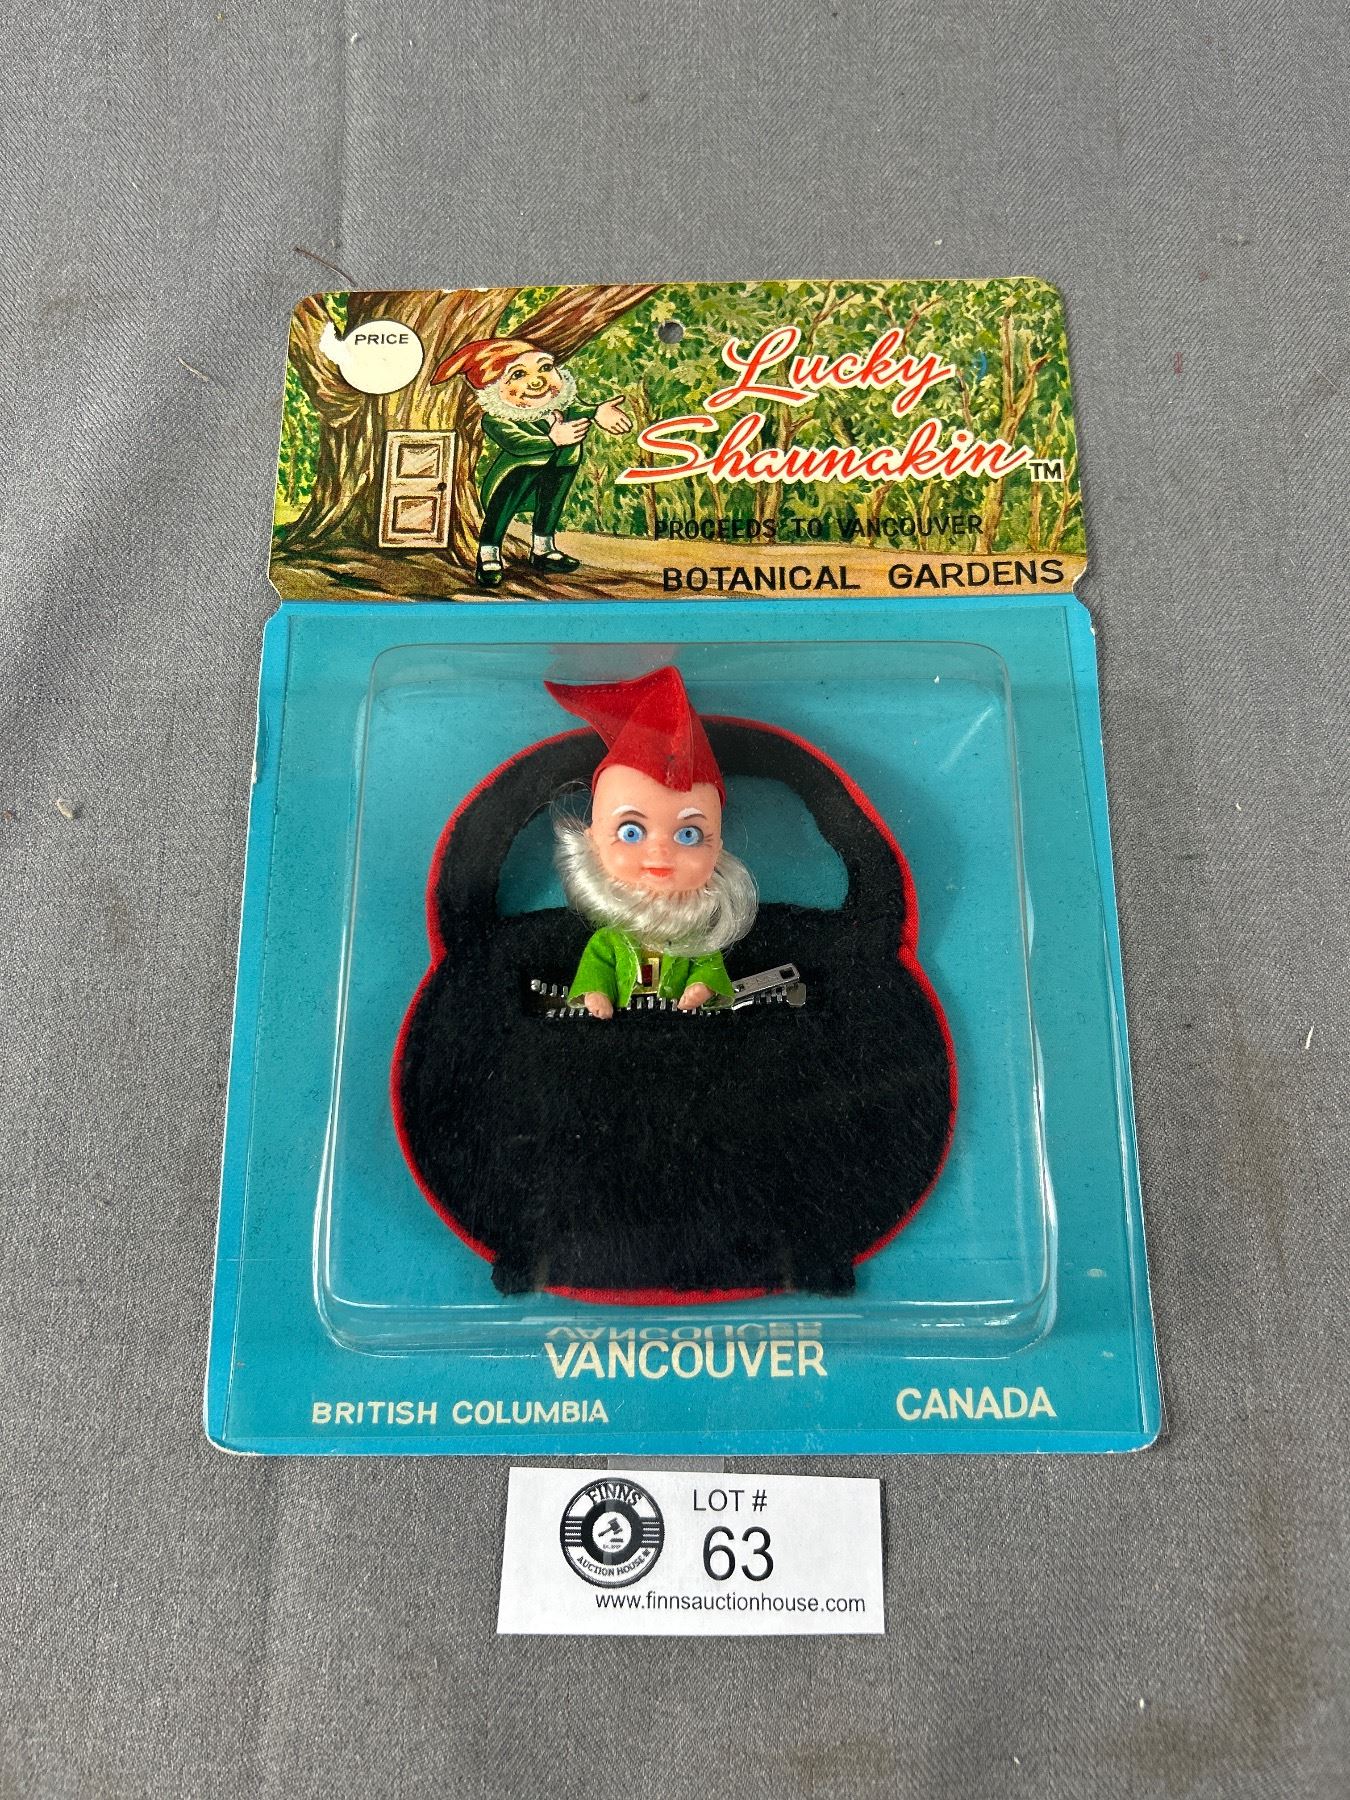 PRICE
Lucky
Shaunakin TM
PROCEEDS TO VANCOUVER
BOTANICAL GARDENS
VANCOUVER
BRITISH COLUMBIA
CANADA
FINNS
AUCTION HOUSE
LOT #
63
www.finnsauctionhouse.com